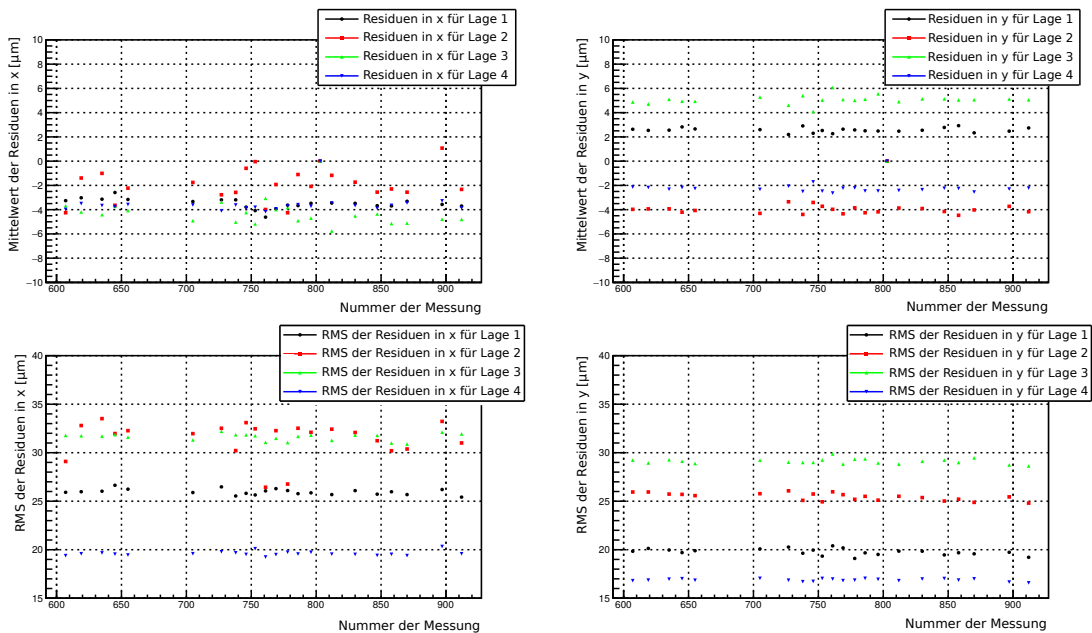 Residuen in x für Lage 1
Residuen in x für Lage 2
Residuen in x für Lage 3
Residuen in x für Lage 4
Mittelwert der Residuen in x [µm]
10
8
6
4
2
0
−2
−4
−6
−8
−10
600 650 700 750 800 850 900
Nummer der Messung
Residuen in y für Lage 1
Residuen in y für Lage 2
Residuen in y für Lage 3
Residuen in y für Lage 4
Mittelwert der Residuen in y [µm]
10
8
6
4
2
0
−2
−4
−6
−8
−10
600 650 700 750 800 850 900
Nummer der Messung
RMS der Residuen in x für Lage 1
RMS der Residuen in x für Lage 2
RMS der Residuen in x für Lage 3
RMS der Residuen in x für Lage 4
RMS der Residuen in x [µm]
40
35
30
25
20
15
600 650 700 750 800 850 900
Nummer der Messung
RMS der Residuen in y für Lage 1
RMS der Residuen in y für Lage 2
RMS der Residuen in y für Lage 3
RMS der Residuen in y für Lage 4
RMS der Residuen in y [µm]
40
35
30
25
20
15
600 650 700 750 800 850 900
Nummer der Messung